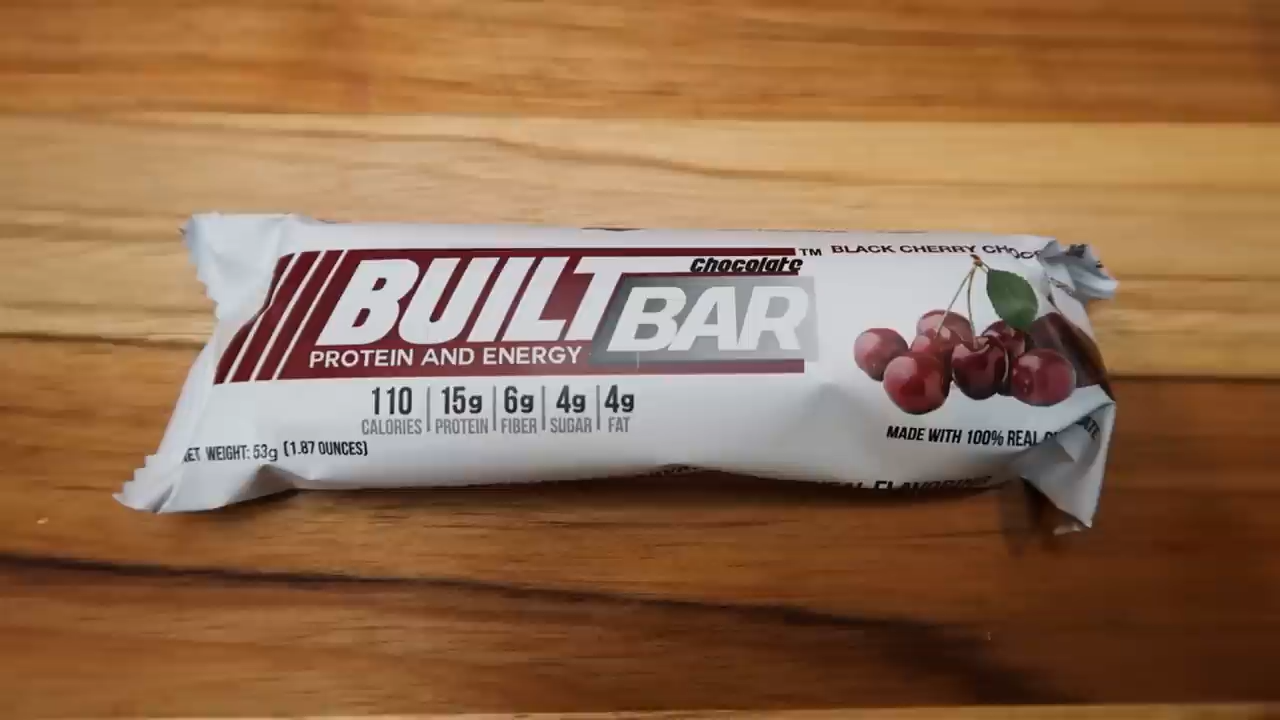 Chocolate
BUILT BAR ™
PROTEIN AND ENERGY
BLACK CHERRY
110 15g 6g 4g 4g
CALORIES PROTEIN FIBER SUGAR FAT
WEIGHT: 53g (1.87 OUNCES)
MADE WITH 100% REAL